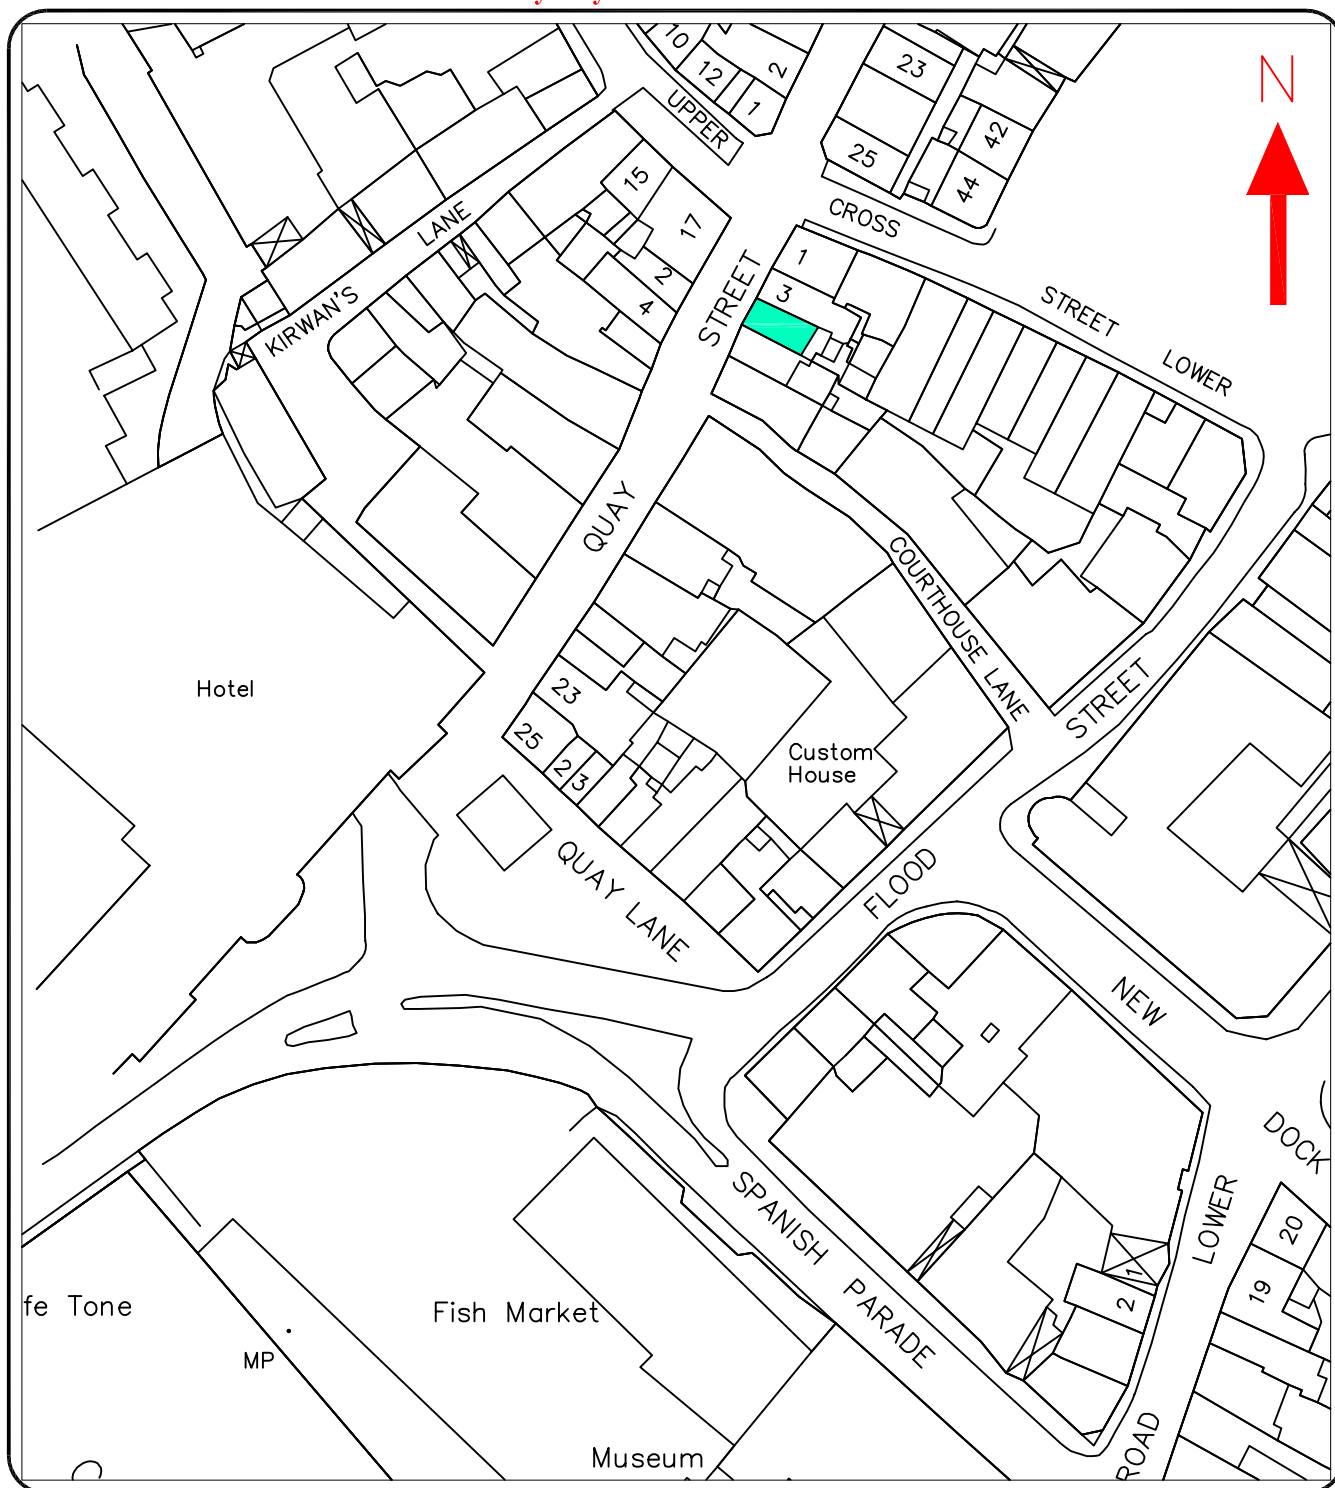 10
12
2
1
UPPER
23
42
25
44
N
15
17
2
4
LANE
KIRWAN'S
CROSS
STREET
LOWER
1
3
STREET
QUAY
COURTHOUSE LANE
STREET
Hotel
23
25
2
3
Custom
House
QUAY LANE
FLOOD
NEW
DOCK
LOWER
ROAD
SPANISH PARADE
20
19
1
2
fe Tone
Fish Market
MP
Museum